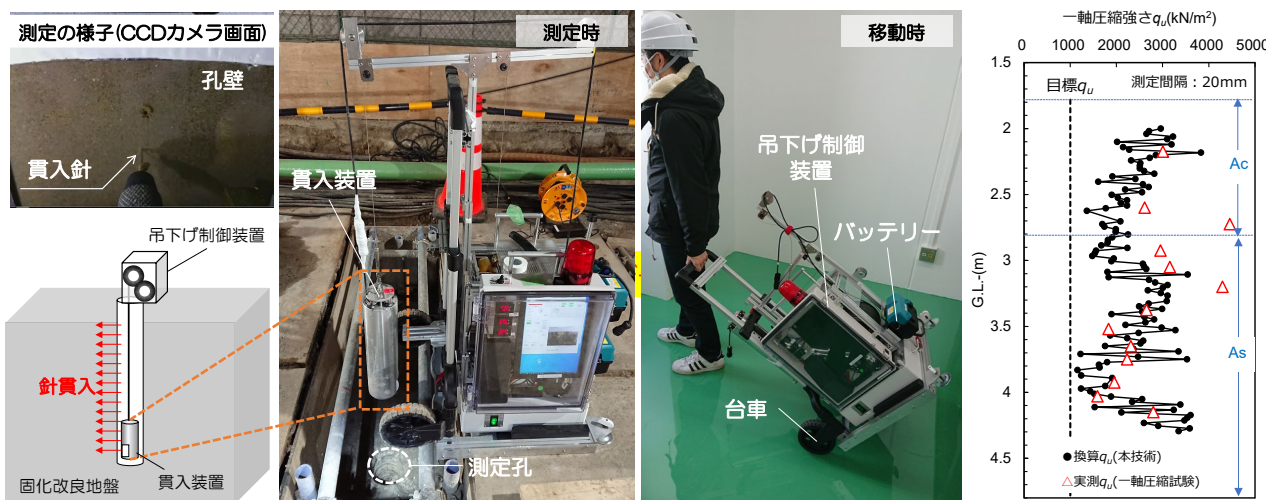 測定の様子(CCDカメラ画面)
孔壁
貫入針
吊下げ制御装置
針貫入
貫入装置
固化改良地盤
測定時
貫入装置
測定孔
移動時
吊下げ制御
装置
バッテリー
台車
一軸圧縮強さqu(kN/m2)
0 1000 2000 3000 4000 5000
目標qu
測定間隔：20mm
G.L-(m)
1.5
2
2.5
3
3.5
4
4.5
Ac
As
●換算qu(本技術)
△実測qu(一軸圧縮試験)